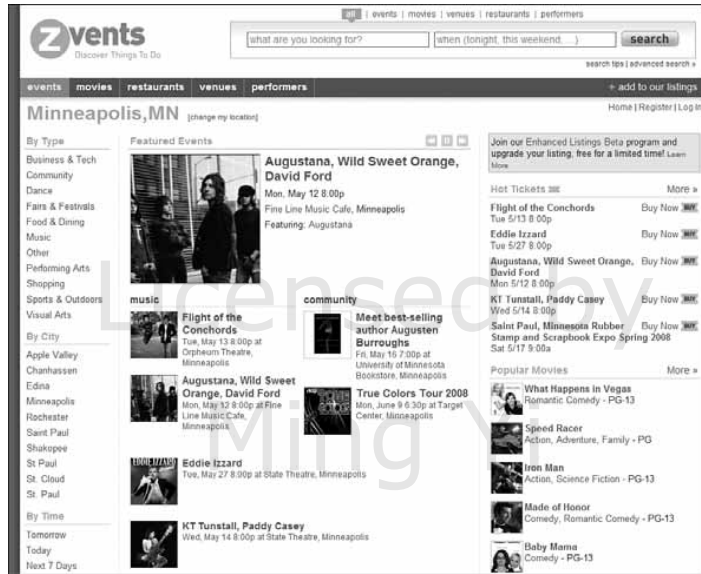 all | events | movies | venues | restaurants | performers
Zvents
Discover Things To Do
what are you looking for?
when (tonight, this weekend, ...)
search
search tips | advanced search »
events movies restaurants venues performers
+ add to our listings
Minneapolis,MN [change my location]
Home | Register | Log In
By Type
Business & Tech
Community
Dance
Fairs & Festivals
Food & Dining
Music
Other
Performing Arts
Shopping
Sports & Outdoors
Visual Arts
By City
Apple Valley
Chanhassen
Edina
Minneapolis
Rochester
Saint Paul
Shakopee
St Paul
St. Cloud
St. Paul
By Time
Tomorrow
Today
Next 7 Days
Featured Events
Augustana, Wild Sweet Orange,
David Ford
Mon, May 12 8:00p
Fine Line Music Cafe, Minneapolis
Featuring: Augustana
music
Flight of the
Conchords
Tue, May 13 8:00p at
Orpheum Theatre,
Minneapolis
Augustana, Wild Sweet
Orange, David Ford
Mon, May 12 8:00p at Fine
Line Music Cafe,
Minneapolis
Eddie Izzard
Tue, May 27 8:00p at State Theatre, Minneapolis
KT Tunstall, Paddy Casey
Wed, May 14 8:00p at State Theatre, Minneapolis
community
Meet best-selling
author Augusten
Burroughs
Fri, May 16 7:00p at
University of Minnesota
Bookstore, Minneapolis
True Colors Tour 2008
Mon, June 9 6:30p at Target
Center, Minneapolis
Join our Enhanced Listings Beta program and
upgrade your listing, free for a limited time! Learn
More
Hot Tickets
More »
Flight of the Conchords Buy Now BUY
Tue 5/13 8:00p
Eddie Izzard Buy Now BUY
Tue 5/27 8:00p
Augustana, Wild Sweet Orange, Buy Now BUY
David Ford
Mon 5/12 8:00p
KT Tunstall, Paddy Casey Buy Now BUY
Wed 5/14 8:00p
Saint Paul, Minnesota Rubber Buy Now BUY
Stamp and Scrapbook Expo Spring 2008
Sat 5/17 9:00a
Popular Movies
More »
What Happens in Vegas
Romantic Comedy - PG-13
Speed Racer
Action, Adventure, Family - PG
Iron Man
Action, Science Fiction - PG-13
Made of Honor
Comedy, Romantic Comedy - PG-13
Baby Mama
Comedy - PG-13
EDDIE IZZARD
Licensed by
Ming Yi